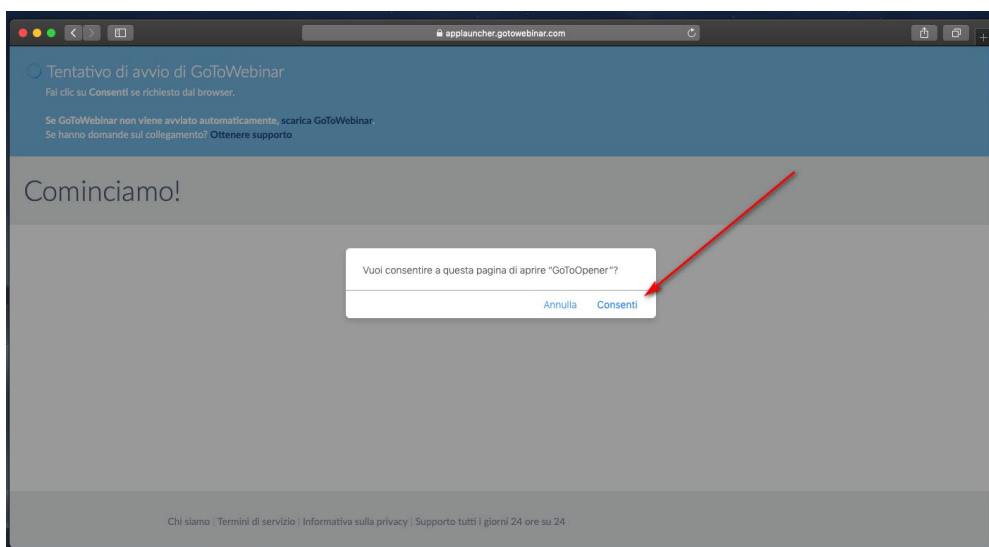 applauncher.gotowebinar.com
Tentativo di avvio di GoToWebinar
Fai clic su Consenti se richiesto dal browser.
Se GoToWebinar non viene avviato automaticamente, scarica GoToWebinar.
Se hanno domande sul collegamento? Ottenere supporto
Cominciamo!
Vuoi consentire a questa pagina di aprire "GoToOpener"?
Annulla Consenti
Chi siamo | Termini di servizio | Informativa sulla privacy | Supporto tutti i giorni 24 ore su 24